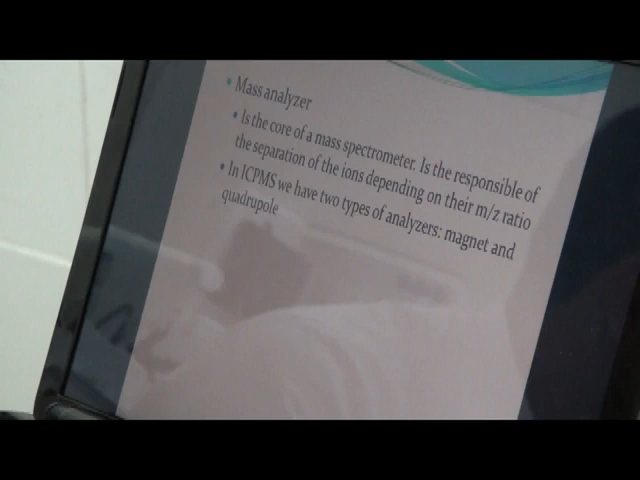 • Mass analyzer
• Is the core of a mass spectrometer. Is the responsible of
the separation of the ions depending on their m/z ratio
• In ICPMS we have two types of analyzers: magnet and
quadrupole